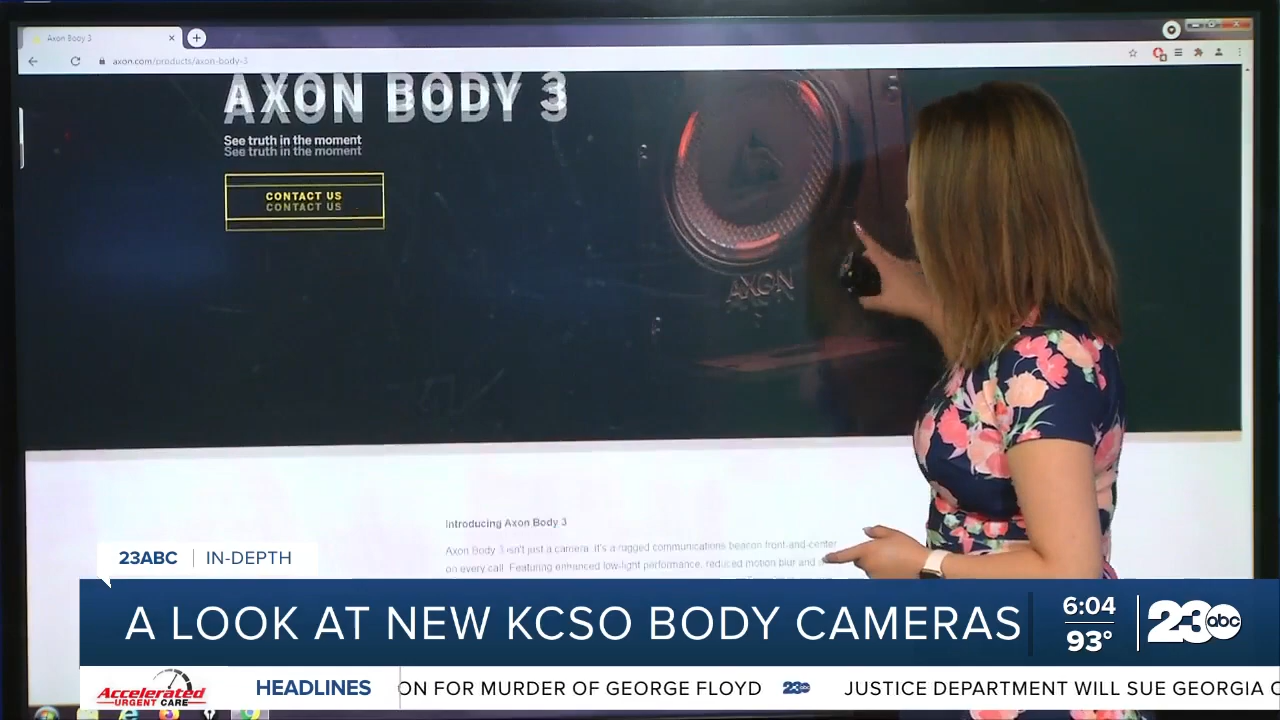 Axon Body 3
axon.com/products/axon-body-3
AXON BODY 3
See truth in the moment
See truth in the moment
CONTACT US
CONTACT US
AXON
Introducing Axon Body 3
Axon Body 3 isn't just a camera. It's a rugged communications beacon front-and-center
on every call. Featuring enhanced low-light performance, reduced motion blur and
23ABC IN-DEPTH
A LOOK AT NEW KCSO BODY CAMERAS
6:04
93°
23 abc
Accelerated
URGENT CARE
HEADLINES
ON FOR MURDER OF GEORGE FLOYD 23 abc JUSTICE DEPARTMENT WILL SUE GEORGIA